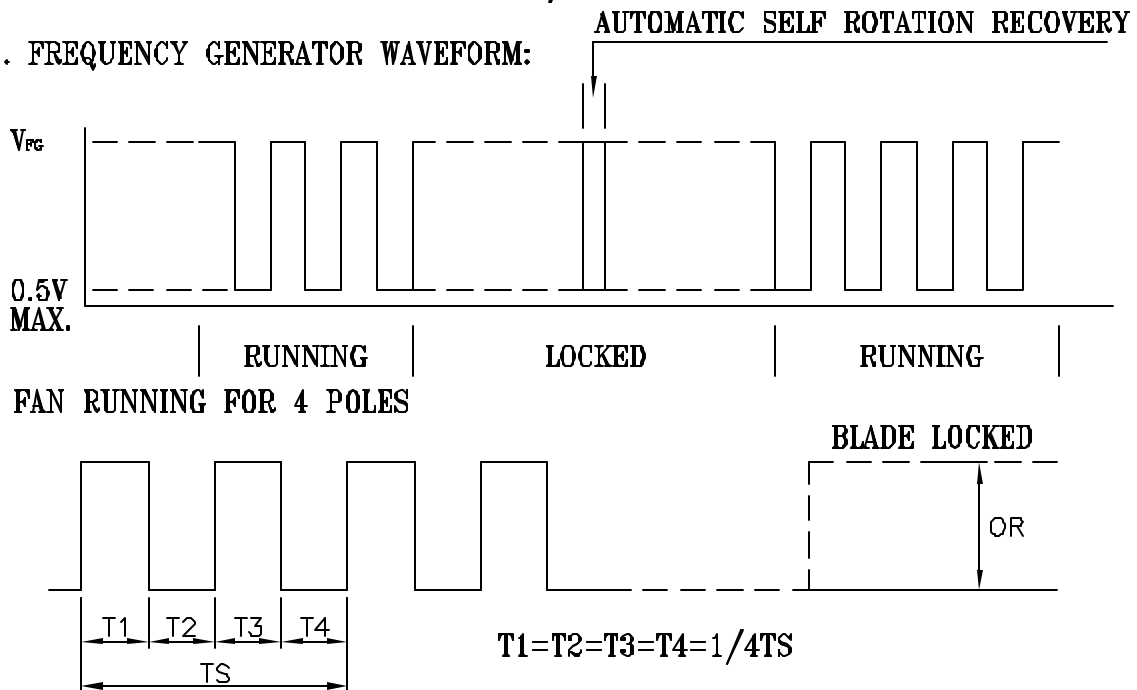 AUTOMATIC SELF ROTATION RECOVERY
. FREQUENCY GENERATOR WAVEFORM:
VFG
0.5V
MAX.
RUNNING LOCKED RUNNING
FAN RUNNING FOR 4 POLES
BLADE LOCKED
OR
T1 T2 T3 T4
T1=T2=T3=T4=1/4TS
TS